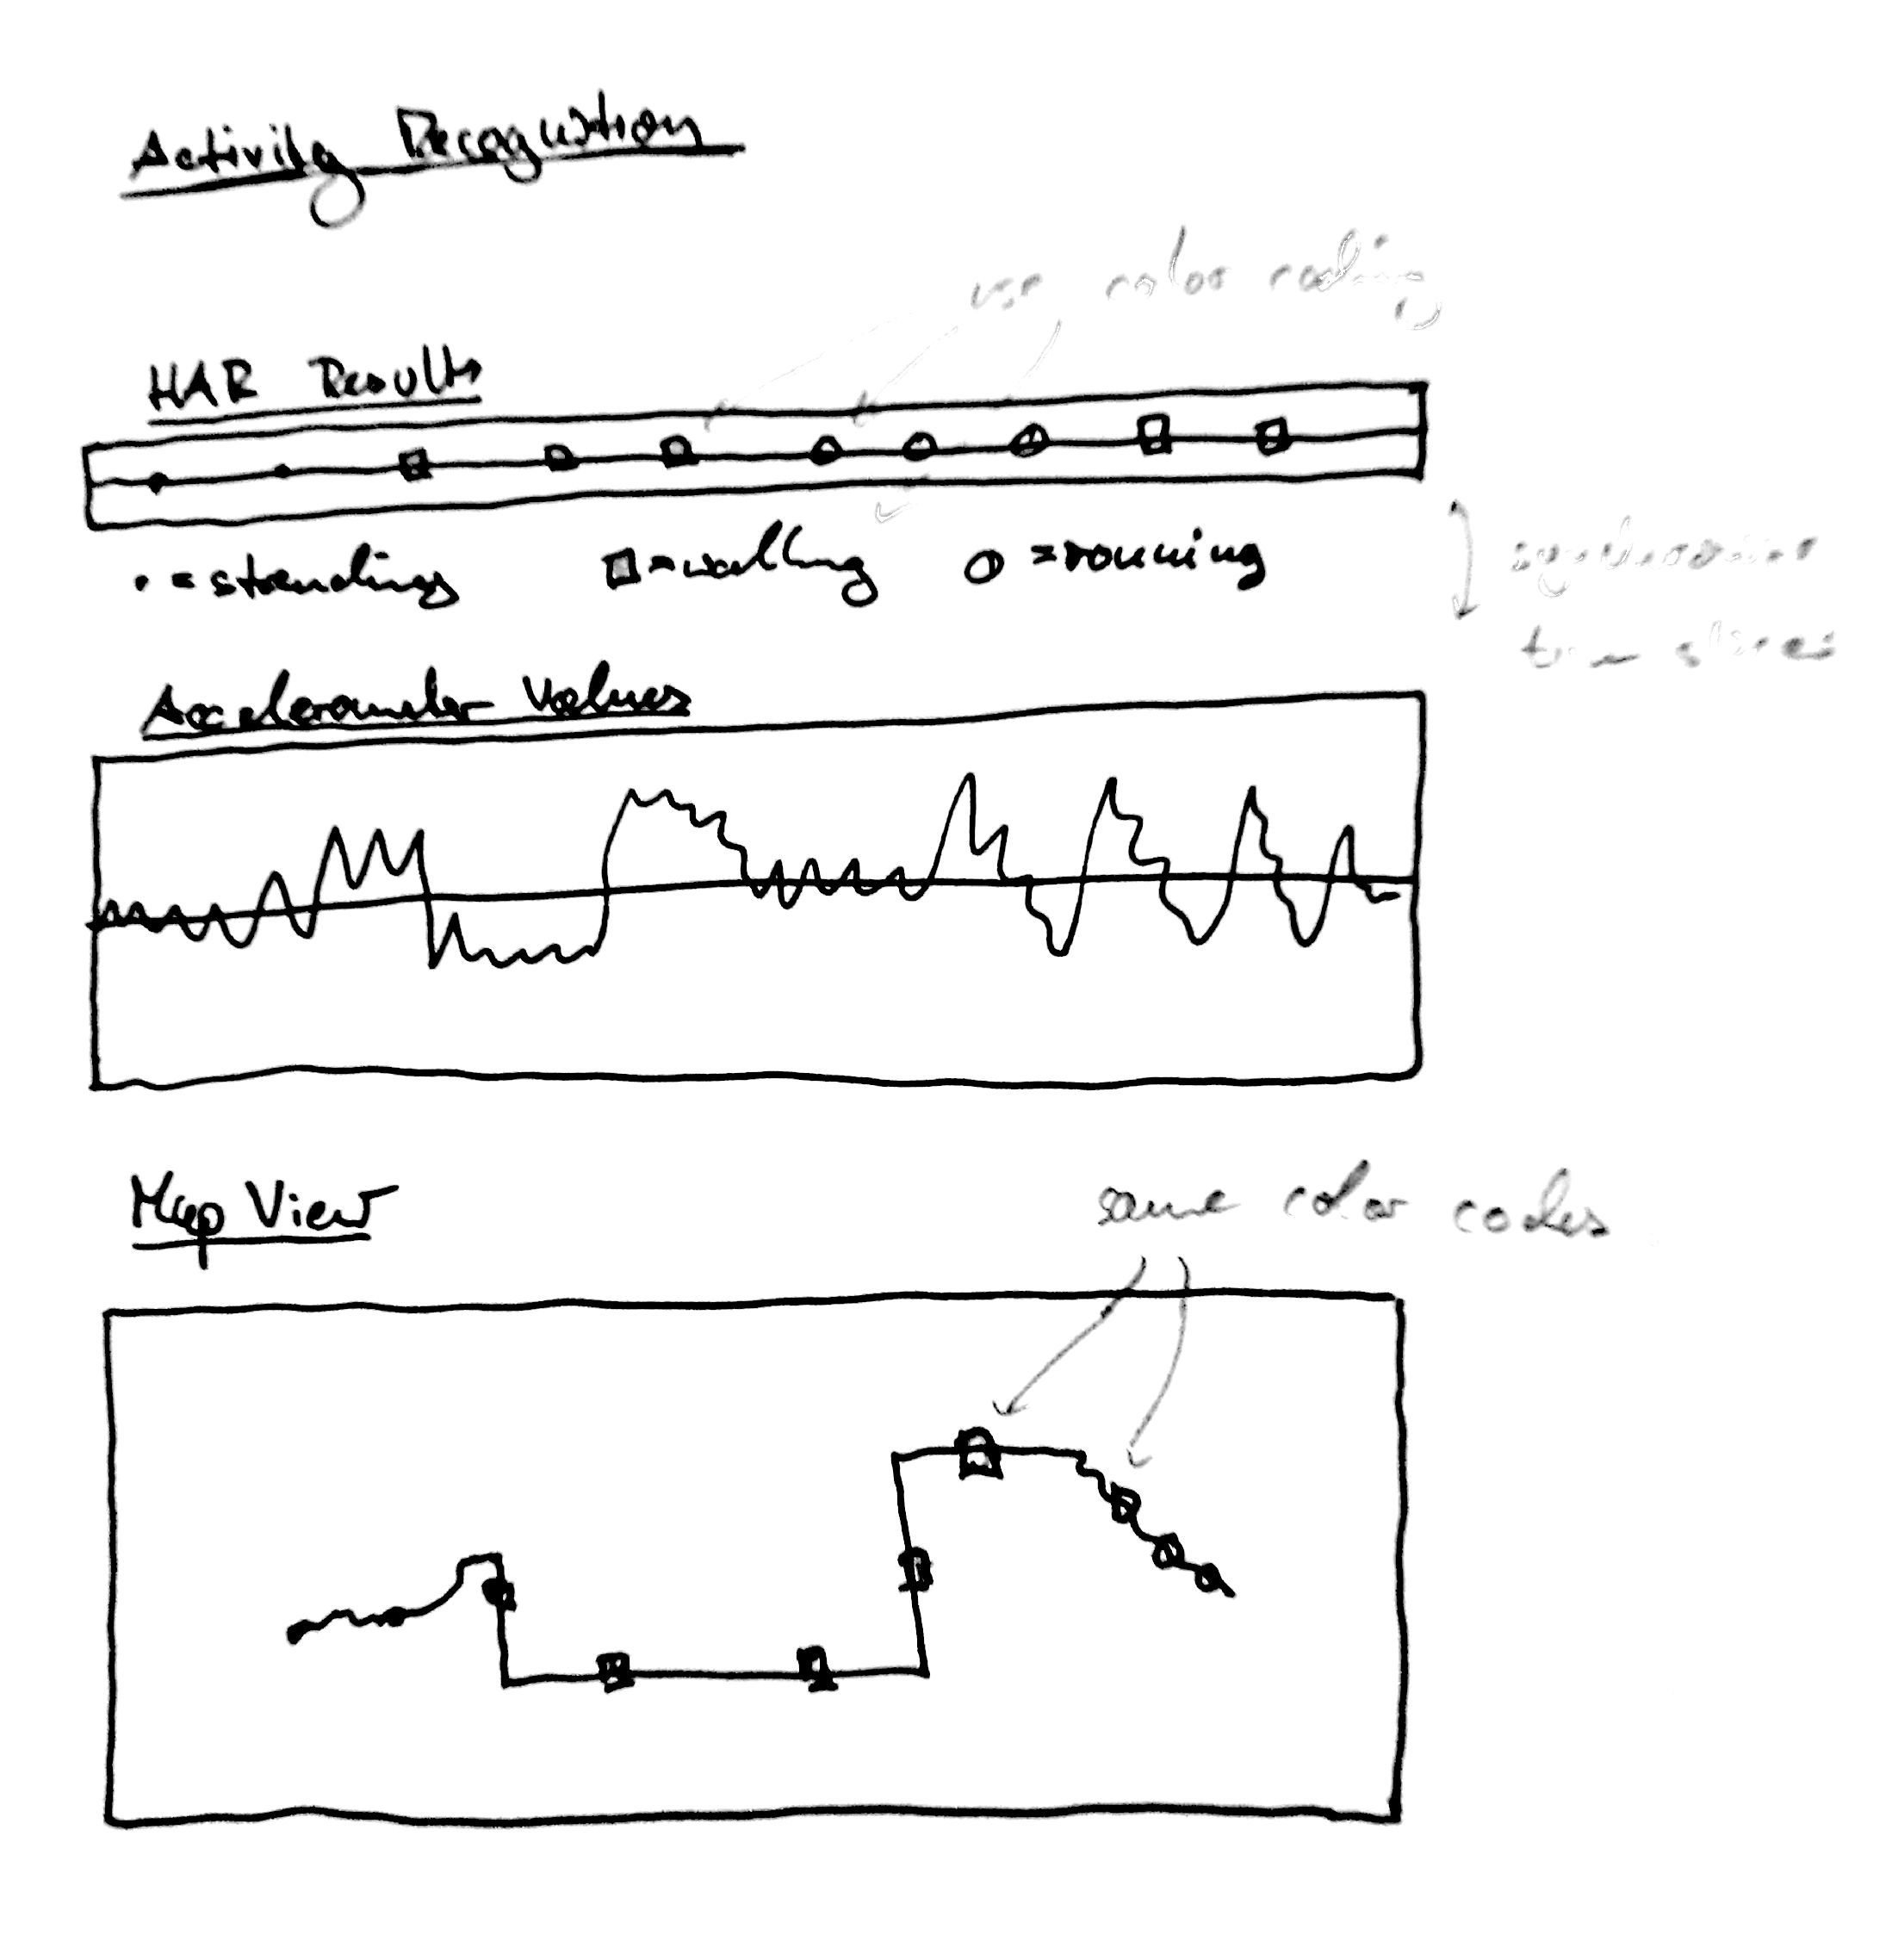 Activity Recognition
use color coding
HAR Results
• = standing □ = walking ○ = running
synchronize
time slices
Accelerometer Values
Map View
same color codes